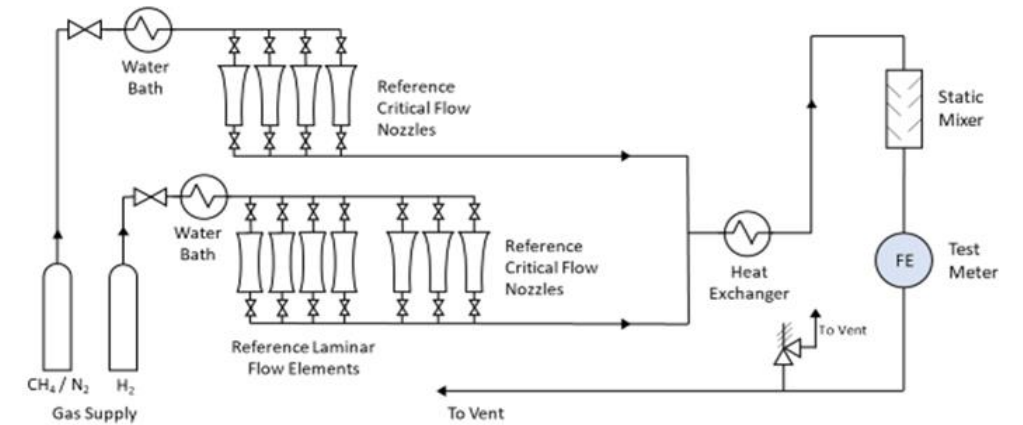 Water
Bath
Reference
Critical Flow
Nozzles
Static
Mixer
Water
Bath
Reference
Critical Flow
Nozzles
Heat
Exchanger
FE
Test
Meter
To Vent
Reference Laminar
Flow Elements
CH₄ / N₂
H₂
Gas Supply
To Vent